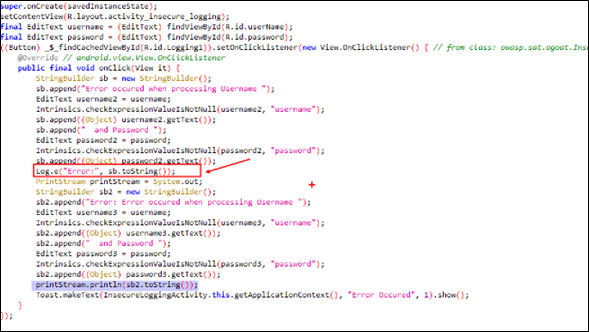 super.onCreate(savedInstanceState);
setContentView(R.layout.activity_insecure_logging);
final EditText username = (EditText) findViewById(R.id.userName);
final EditText password = (EditText) findViewById(R.id.password);
((Button) _$_findCachedViewById(R.id.Logging1)).setOnClickListener(new View.OnClickListener() { // from class: owasp.sat.agoat.Inse
@Override // android.view.View.OnClickListener
public final void onClick(View it) {
StringBuilder sb = new StringBuilder();
sb.append("Error occured when processing Username ");
EditText username2 = username;
Intrinsics.checkExpressionValueIsNotNull(username2, "username");
sb.append((Object) username2.getText());
sb.append("  and Password ");
EditText password2 = password;
Intrinsics.checkExpressionValueIsNotNull(password2, "password");
sb.append((Object) password2.getText());
Log.e("Error:", sb.toString());
PrintStream printStream = System.out;
StringBuilder sb2 = new StringBuilder();
sb2.append("Error: Error occured when processing Username ");
EditText username3 = username;
Intrinsics.checkExpressionValueIsNotNull(username3, "username");
sb2.append((Object) username3.getText());
sb2.append("  and Password ");
EditText password3 = password;
Intrinsics.checkExpressionValueIsNotNull(password3, "password");
sb2.append((Object) password3.getText());
printStream.println(sb2.toString());
Toast.makeText(InsecureLoggingActivity.this.getApplicationContext(), "Error Occured", 1).show();
}
});